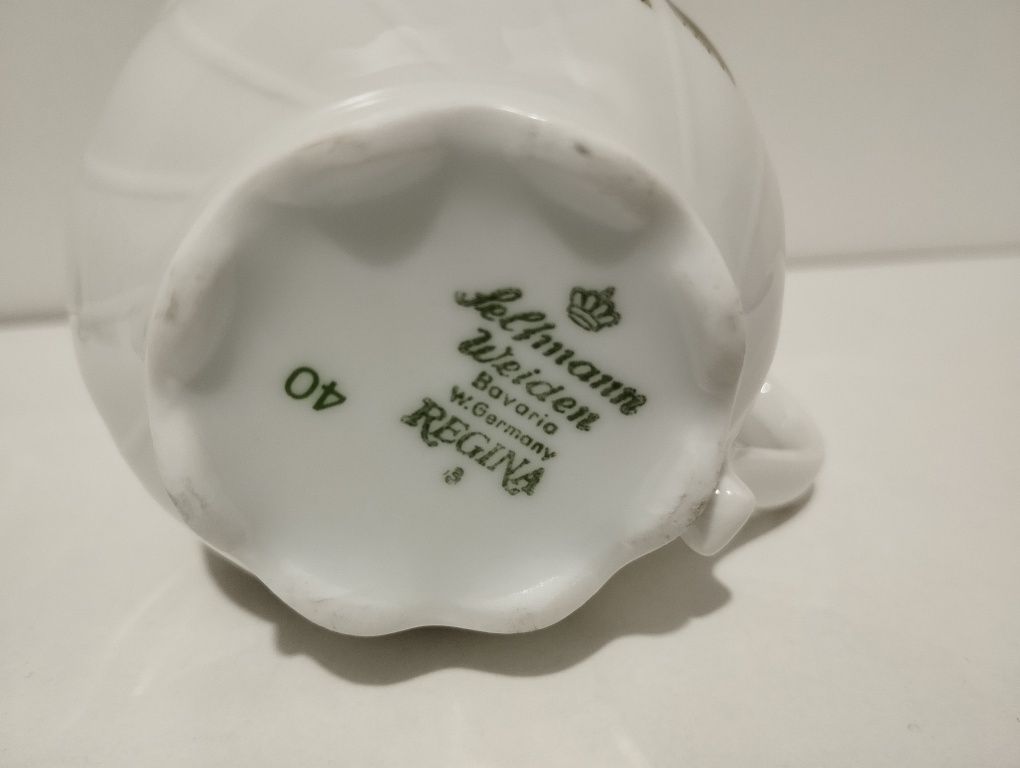 Seltmann
Weiden
Bavaria
W.Germany
REGINA
40